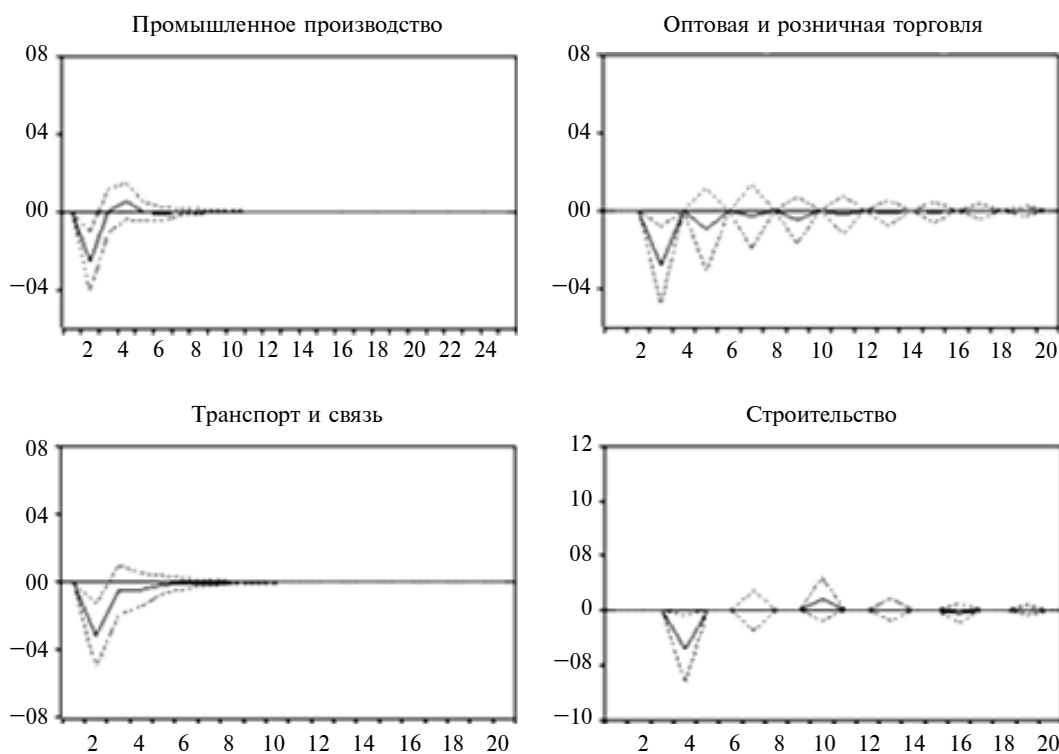 Промышленное производство
08
04
00
−04
2 4 6 8 10 12 14 16 18 20 22 24
Оптовая и розничная торговля
08
04
00
−04
2 4 6 8 10 12 14 16 18 20
Транспорт и связь
08
04
00
−04
−08
2 4 6 8 10 12 14 16 18 20
Строительство
12
10
08
0
−08
−10
2 4 6 8 10 12 14 16 18 20